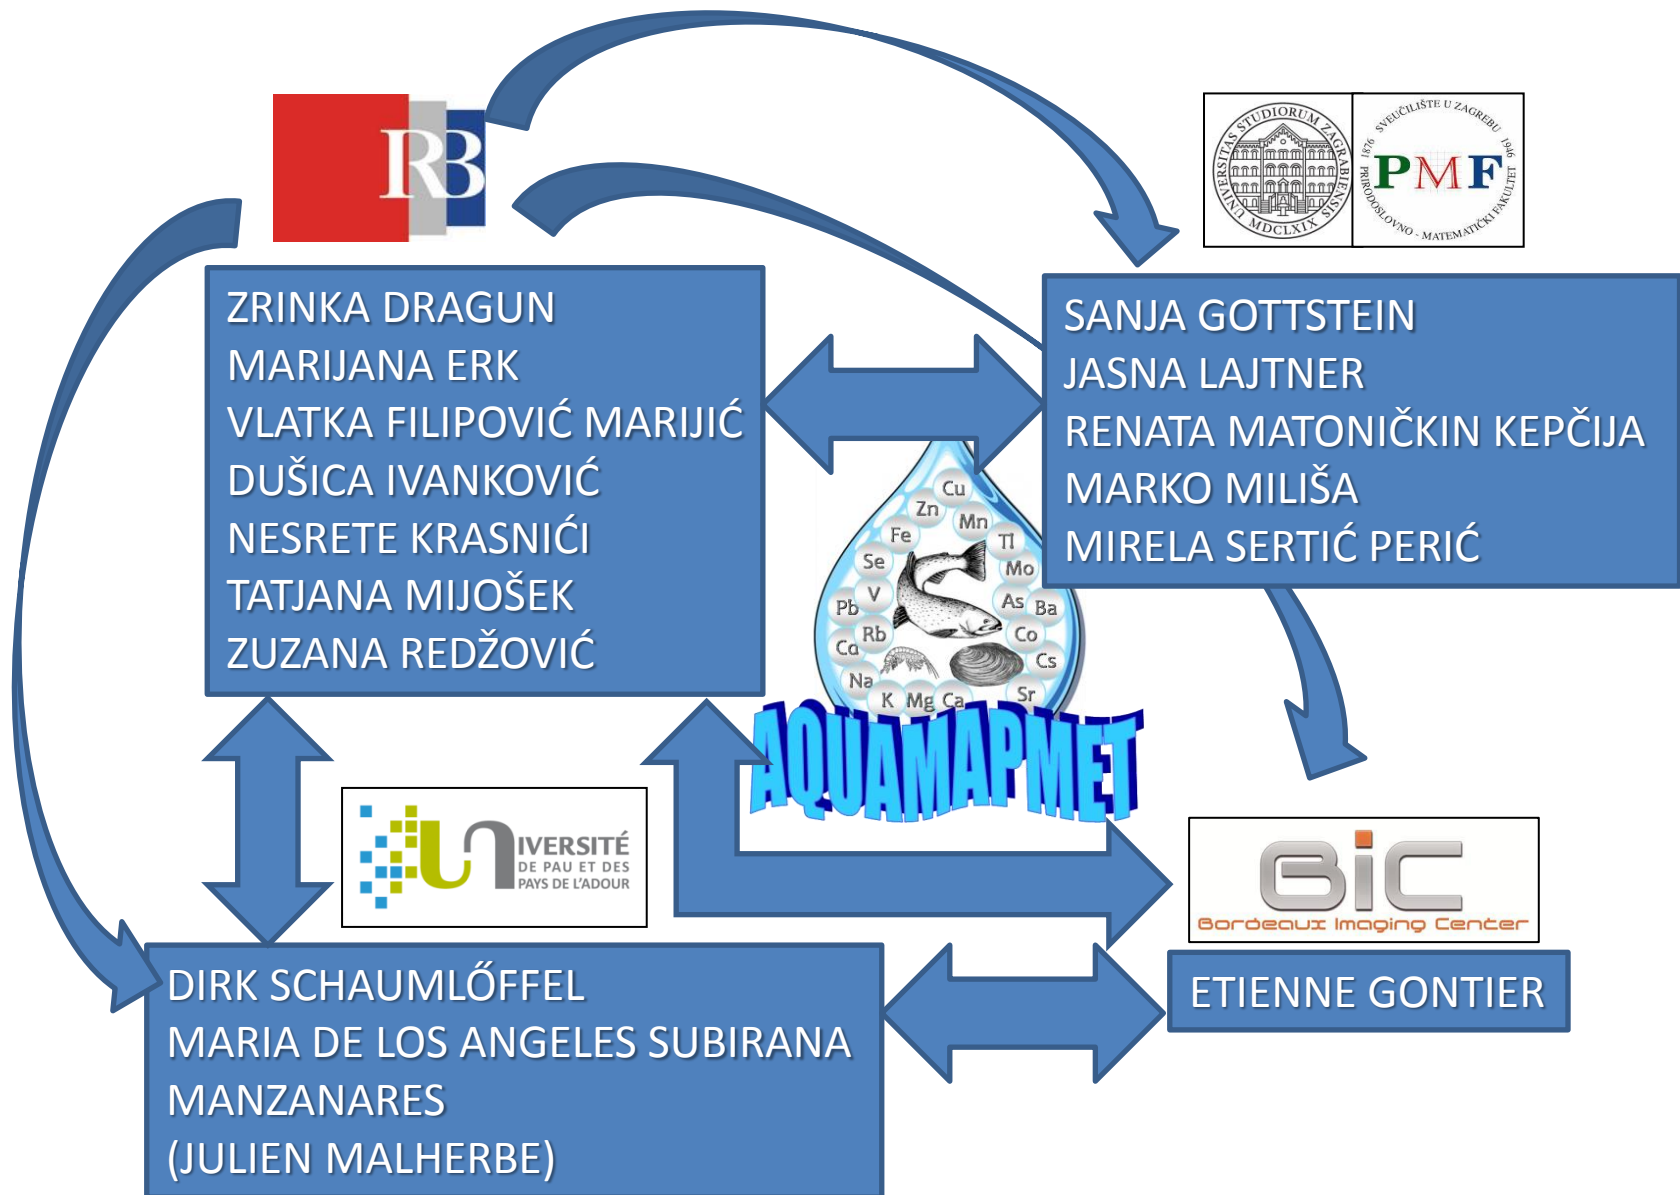 IRB
UNIVERSITAS STUDIORUM ZAGRABIENSIS
MDCLXIX
SVEUČILIŠTE U ZAGREBU
1876
1946
PMF
PRIRODOSLOVNO - MATEMATIČKI FAKULTET
ZRINKA DRAGUN
MARIJANA ERK
VLATKA FILIPOVIĆ MARIJIĆ
DUŠICA IVANKOVIĆ
NESRETE KRASNIĆI
TATJANA MIJOŠEK
ZUZANA REDŽOVIĆ
SANJA GOTTSTEIN
JASNA LAJTNER
RENATA MATONIČKIN KEPČIJA
MARKO MILIŠA
MIRELA SERTIĆ PERIĆ
Cu
Zn
Mn
Fe
Tl
Se
Mo
V
Pb
As
Ba
Rb
Co
Cd
Cs
Na
K
Mg
Ca
Sr
AQUAMAPMET
UNIVERSITÉ
DE PAU ET DES
PAYS DE L'ADOUR
BiC
Bordeaux Imaging Center
DIRK SCHAUMLŐFFEL
MARIA DE LOS ANGELES SUBIRANA
MANZANARES
(JULIEN MALHERBE)
ETIENNE GONTIER